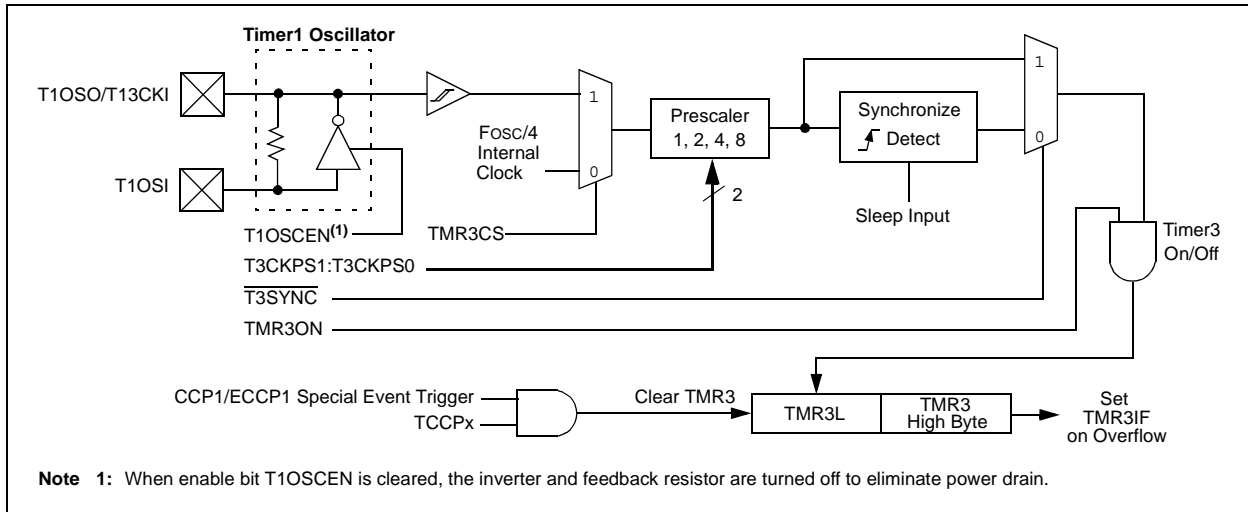 Timer1 Oscillator
T1OSO/T13CKI
T1OSI
FOSC/4
Internal
Clock
1
0
Prescaler
1, 2, 4, 8
2
Synchronize
Detect
Sleep Input
1
0
Timer3
On/Off
T1OSCEN(1)
TMR3CS
T3CKPS1:T3CKPS0
T3SYNC
TMR3ON
CCP1/ECCP1 Special Event Trigger
TCCPx
Clear TMR3
TMR3L
TMR3
High Byte
Set
TMR3IF
on Overflow
Note 1: When enable bit T1OSCEN is cleared, the inverter and feedback resistor are turned off to eliminate power drain.